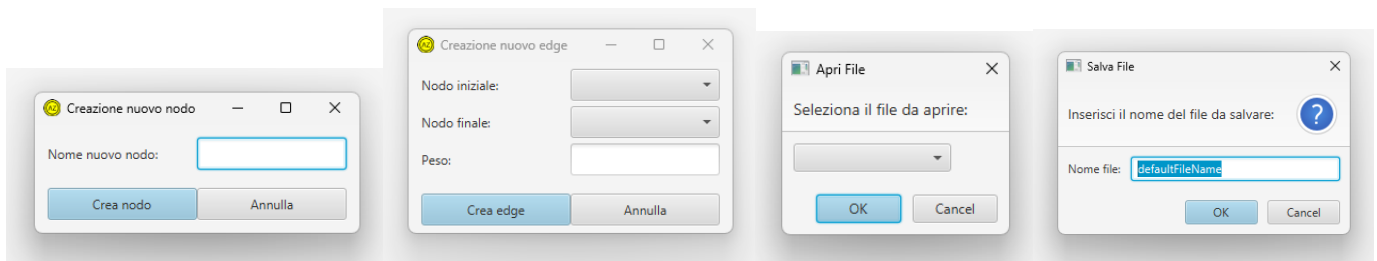 AZ Creazione nuovo nodo
Nome nuovo nodo:
Crea nodo Annulla
AZ Creazione nuovo edge
Nodo iniziale:
Nodo finale:
Peso:
Crea edge Annulla
Apri File
Seleziona il file da aprire:
OK Cancel
Salva File
Inserisci il nome del file da salvare: ?
Nome file: defaultFileName
OK Cancel